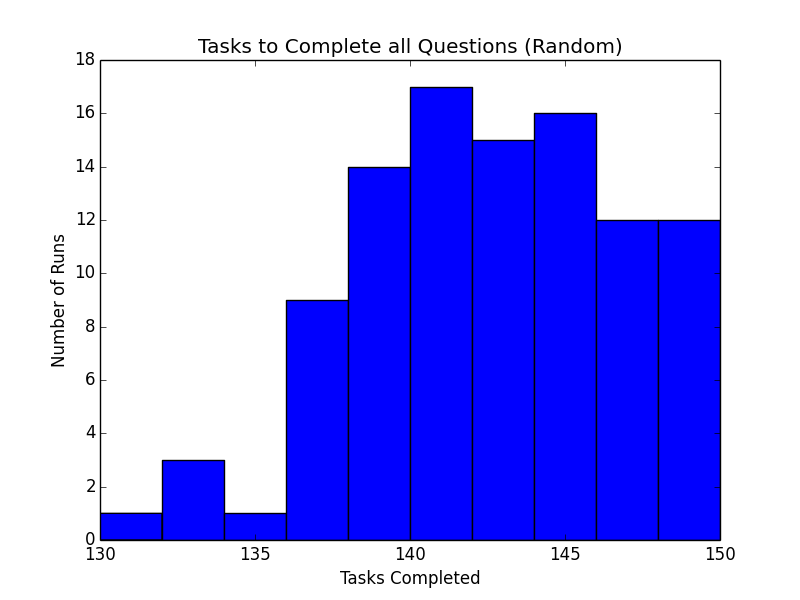 Tasks to Complete all Questions (Random)
18
16
14
12
10
8
6
4
2
0
Number of Runs
130 135 140 145 150
Tasks Completed